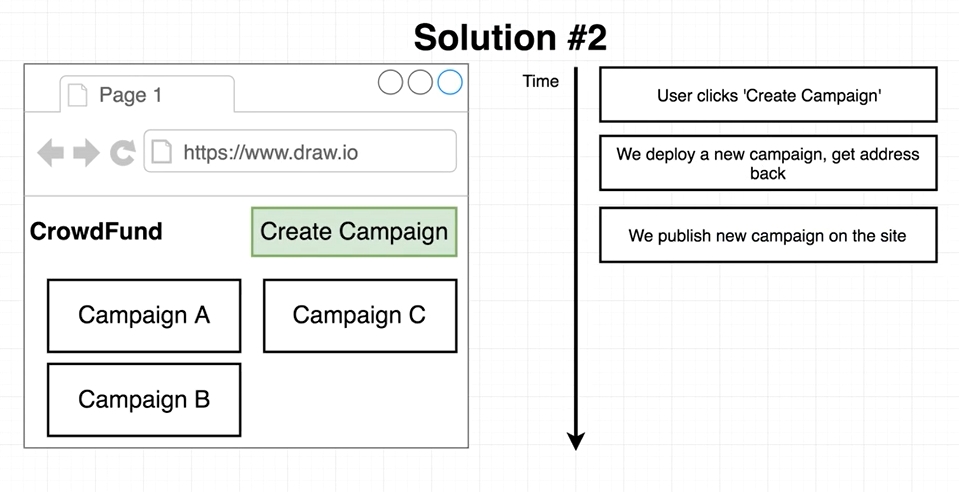 Solution #2
Page 1
https://www.draw.io
CrowdFund
Create Campaign
Campaign A
Campaign C
Campaign B
Time
User clicks 'Create Campaign'
We deploy a new campaign, get address
back
We publish new campaign on the site